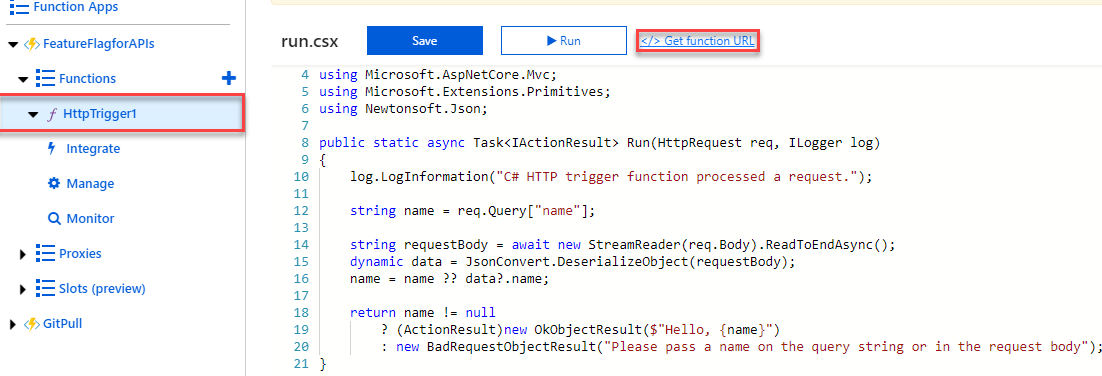 Function Apps
FeatureFlagforAPIs
Functions
HttpTrigger1
Integrate
Manage
Monitor
Proxies
Slots (preview)
GitPull
run.csx
Save
Run
</> Get function URL
4 using Microsoft.AspNetCore.Mvc;
5 using Microsoft.Extensions.Primitives;
6 using Newtonsoft.Json;
7
8 public static async Task<IActionResult> Run(HttpRequest req, ILogger log)
9 {
10 log.LogInformation("C# HTTP trigger function processed a request.");
11
12 string name = req.Query["name"];
13
14 string requestBody = await new StreamReader(req.Body).ReadToEndAsync();
15 dynamic data = JsonConvert.DeserializeObject(requestBody);
16 name = name ?? data?.name;
17
18 return name != null
19 ? (ActionResult)new OkObjectResult($"Hello, {name}")
20 : new BadRequestObjectResult("Please pass a name on the query string or in the request body");
21 }